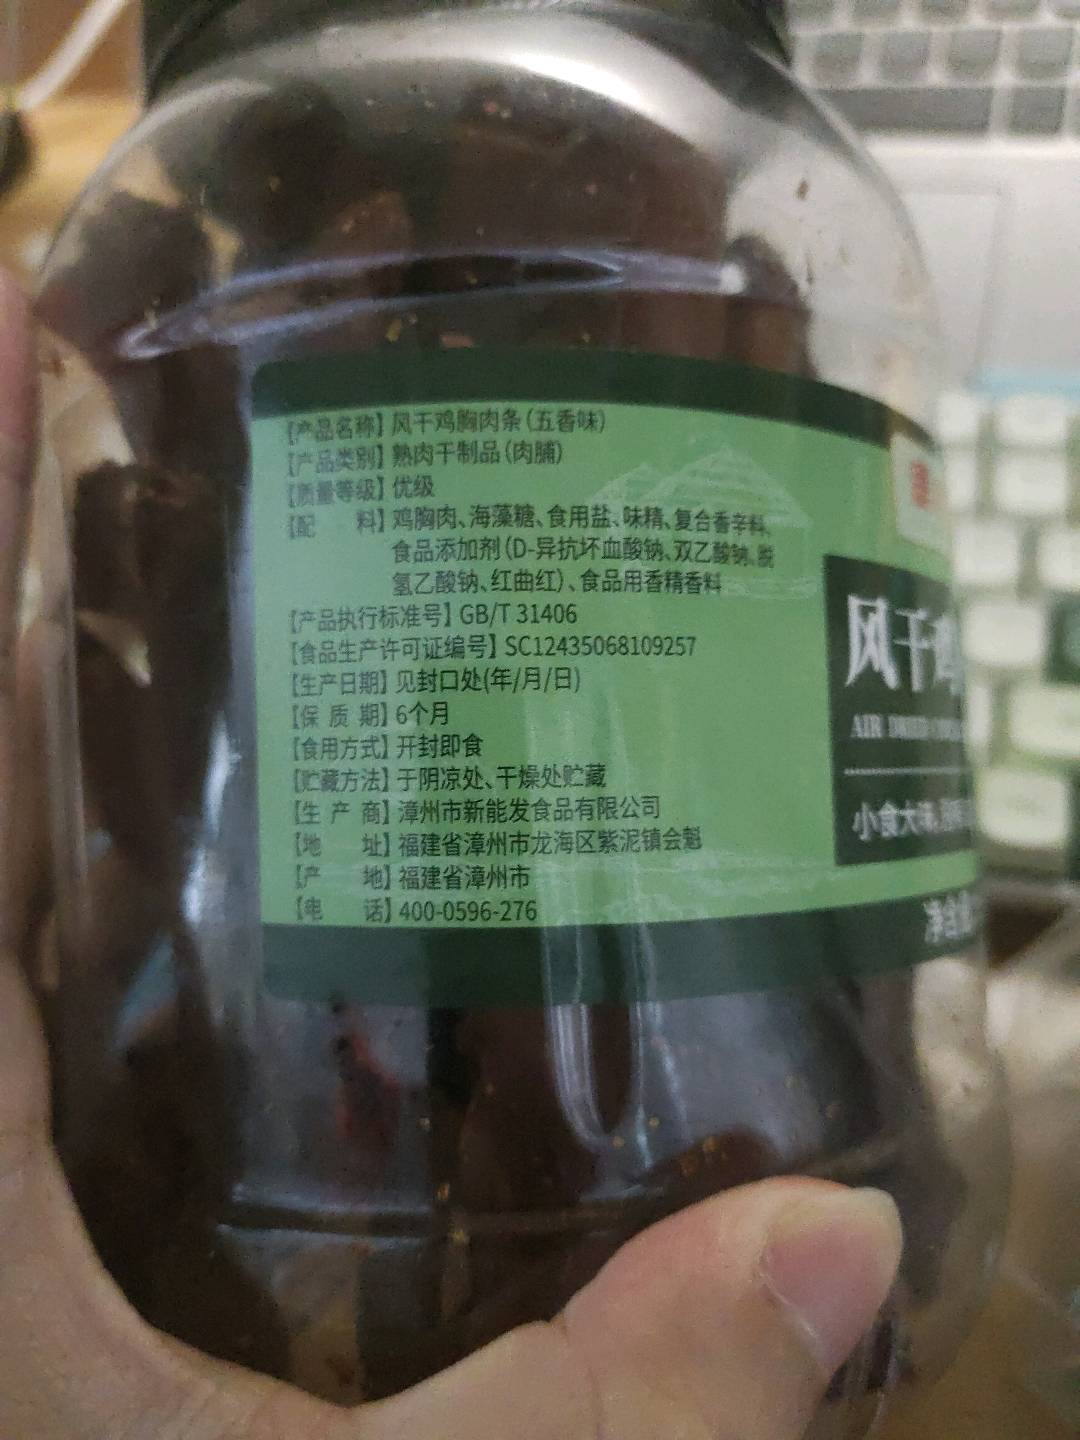 【产品名称】风干鸡胸肉条(五香味)
【产品类别】熟肉干制品(肉脯)
【质量等级】优级
【配 料】鸡胸肉、海藻糖、食用盐、味精、复合香辛料、
食品添加剂(D-异抗坏血酸钠、双乙酸钠、脱
氢乙酸钠、红曲红)、食品用香精香料
【产品执行标准号】GB/T 31406
【食品生产许可证编号】SC12435068109257
【生产日期】见封口处(年/月/日)
【保 质 期】6个月
【食用方式】开封即食
【贮藏方法】于阴凉处、干燥处贮藏
【生 产 商】漳州市新能发食品有限公司
【地 址】福建省漳州市龙海区紫泥镇会魁
【产 地】福建省漳州市
【电 话】400-0596-276
风干鸡
AIR DRIED
小食大味,
净含量